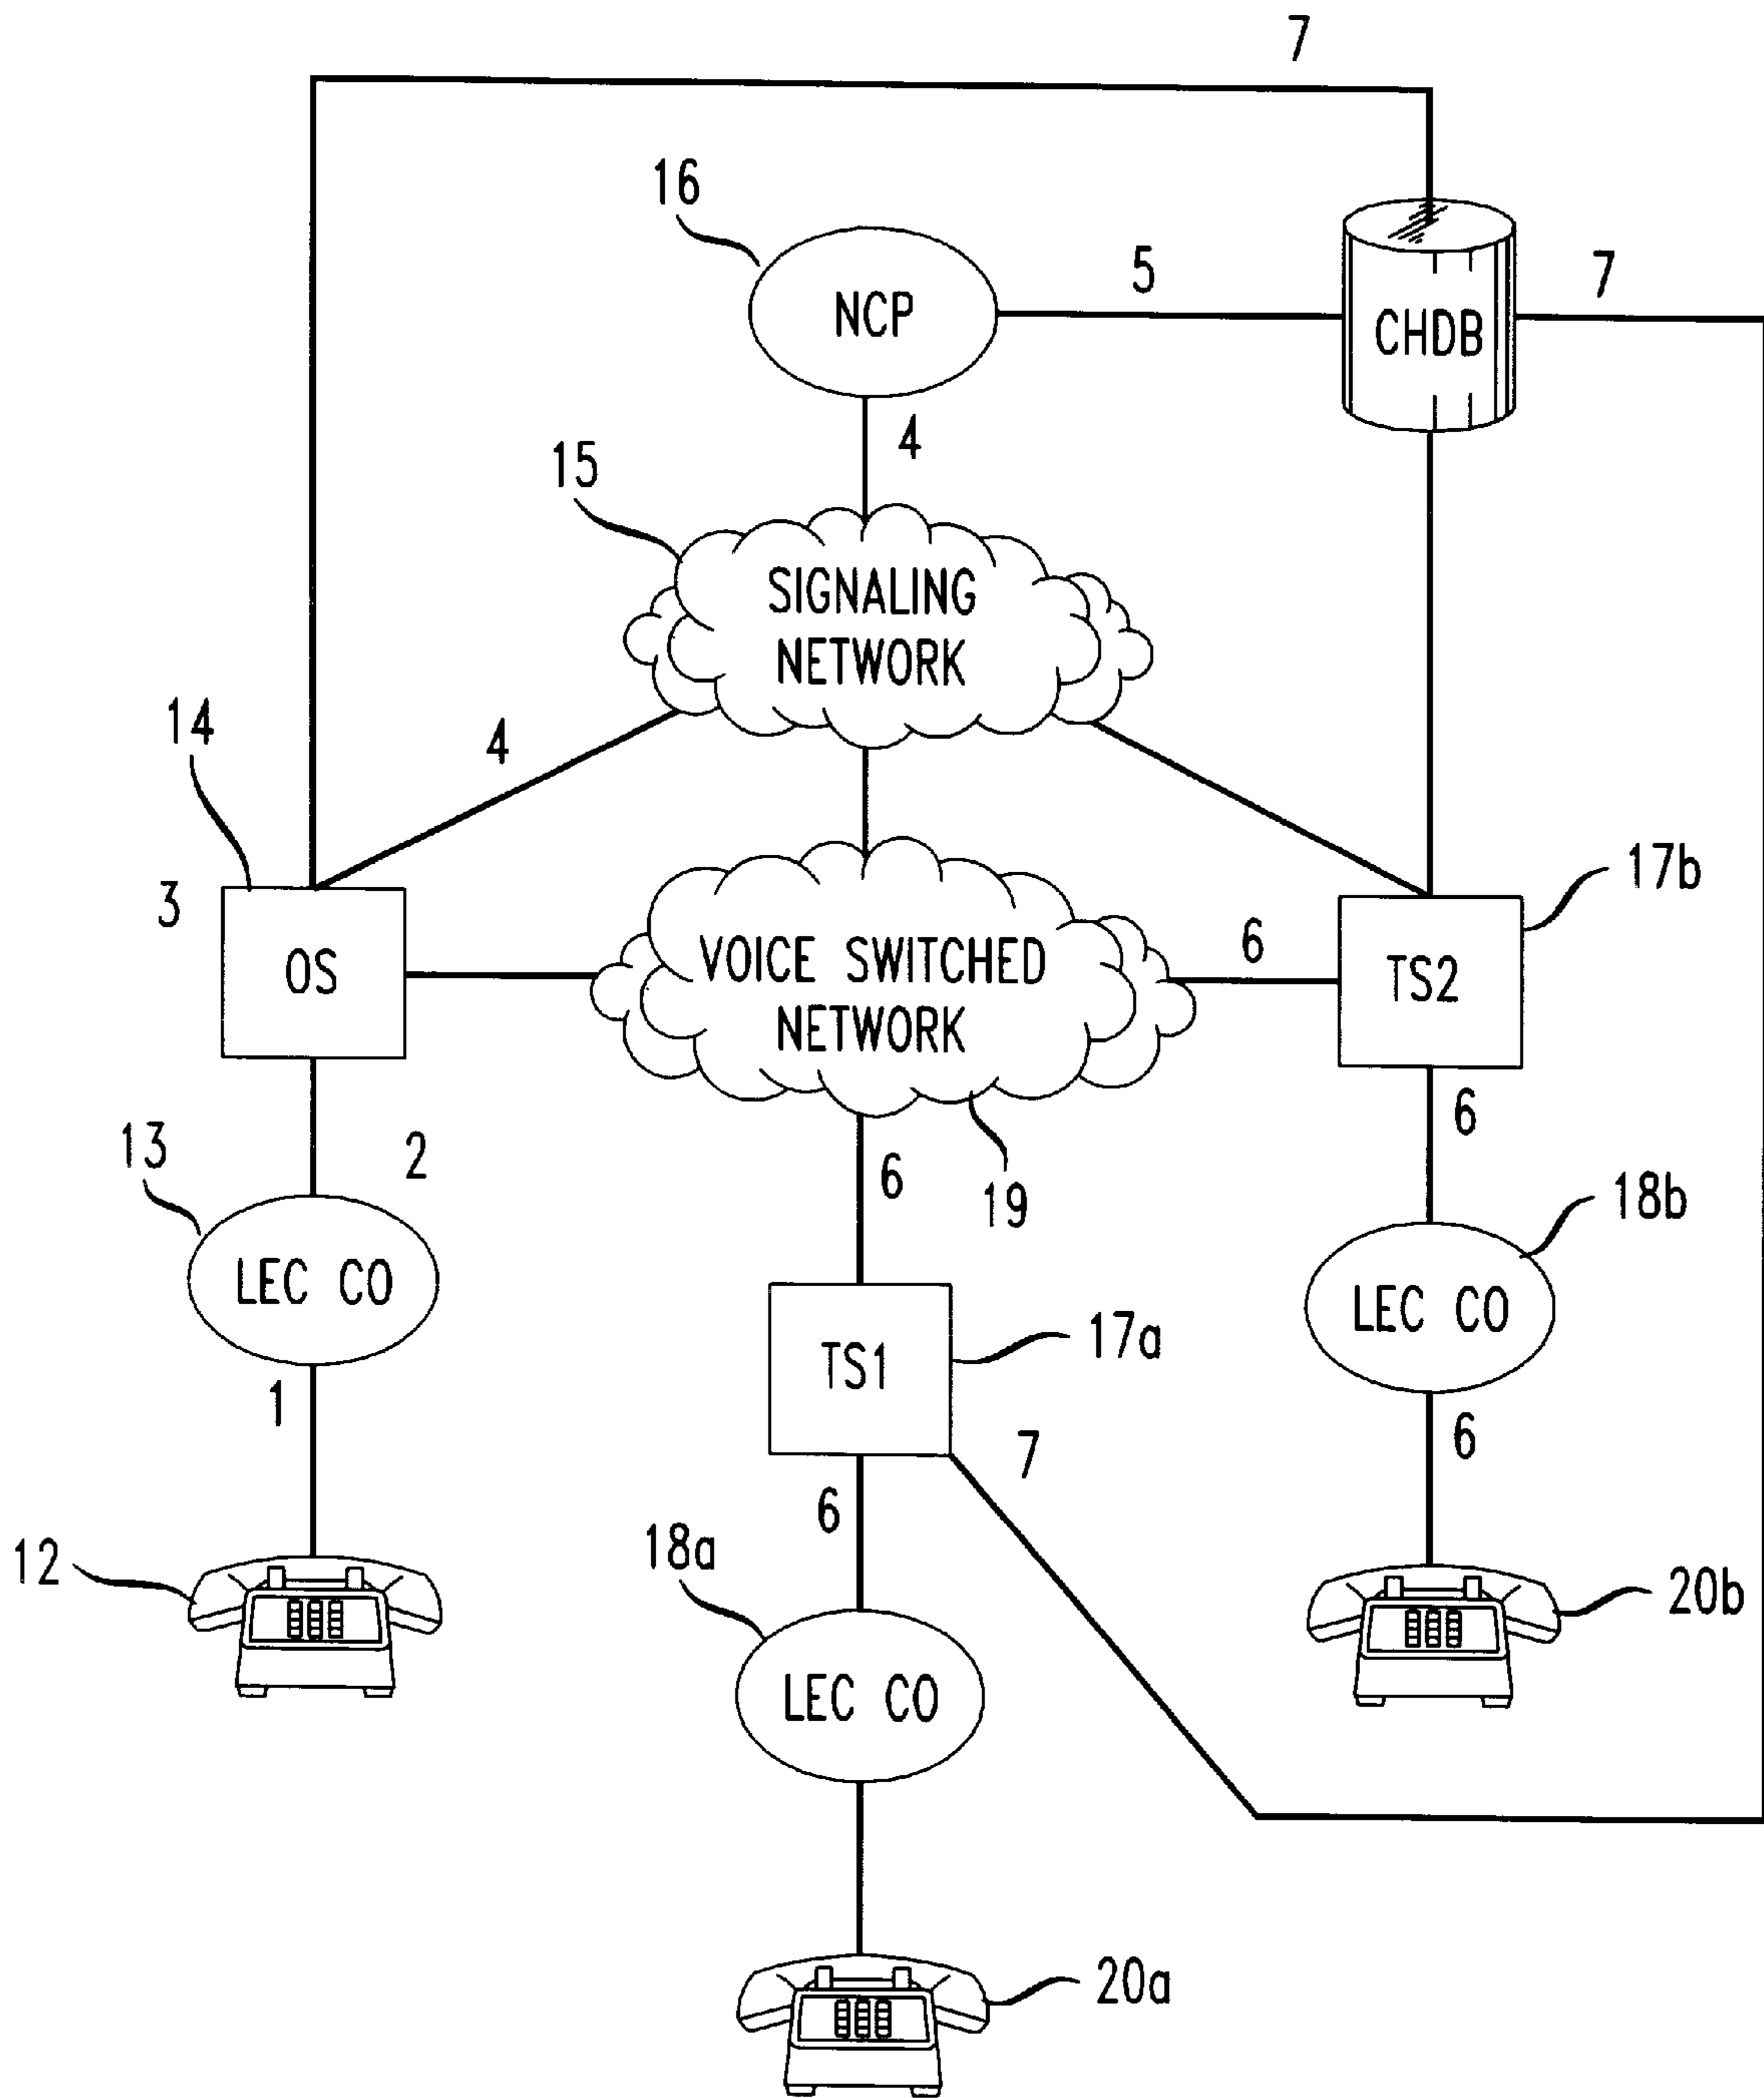 7
16
NCP
5
CHDB
7
4
15
SIGNALING
NETWORK
14
4
3
OS
VOICE SWITCHED
NETWORK
6
TS2
17b
13
2
6
19
6
LEC CO
18b
LEC CO
1
TS1
17a
7
6
6
12
18a
20b
LEC CO
20a